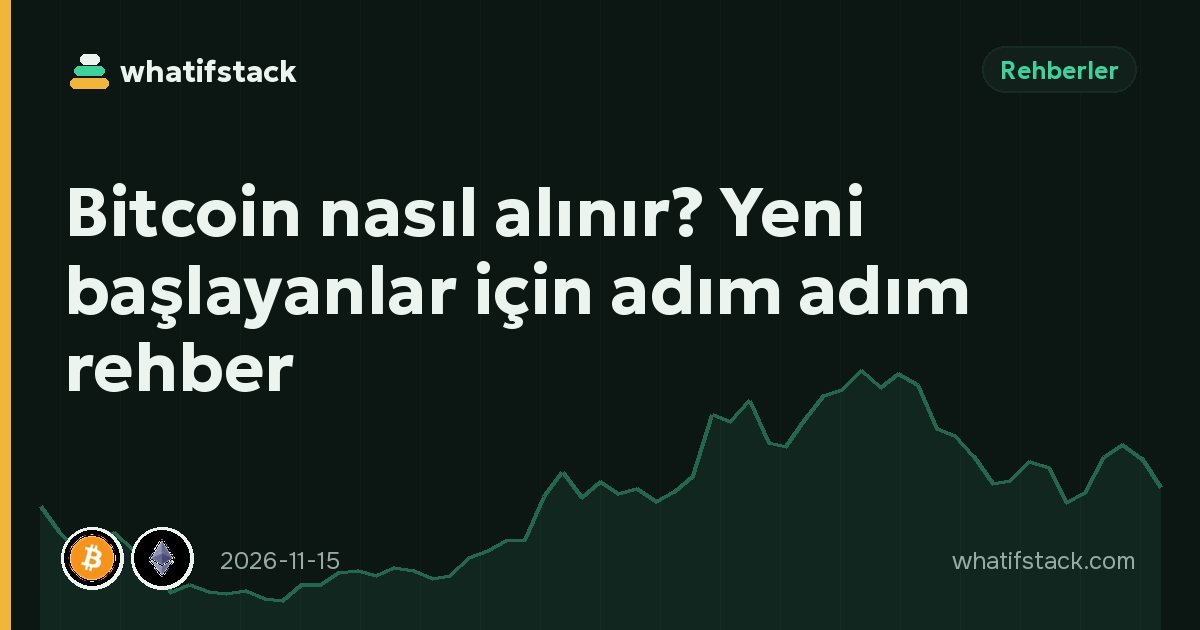 whatifstack
Rehberler
Bitcoin nasıl alınır? Yeni
başlayanlar için adım adım
rehber
2026-11-15
whatifstack.com